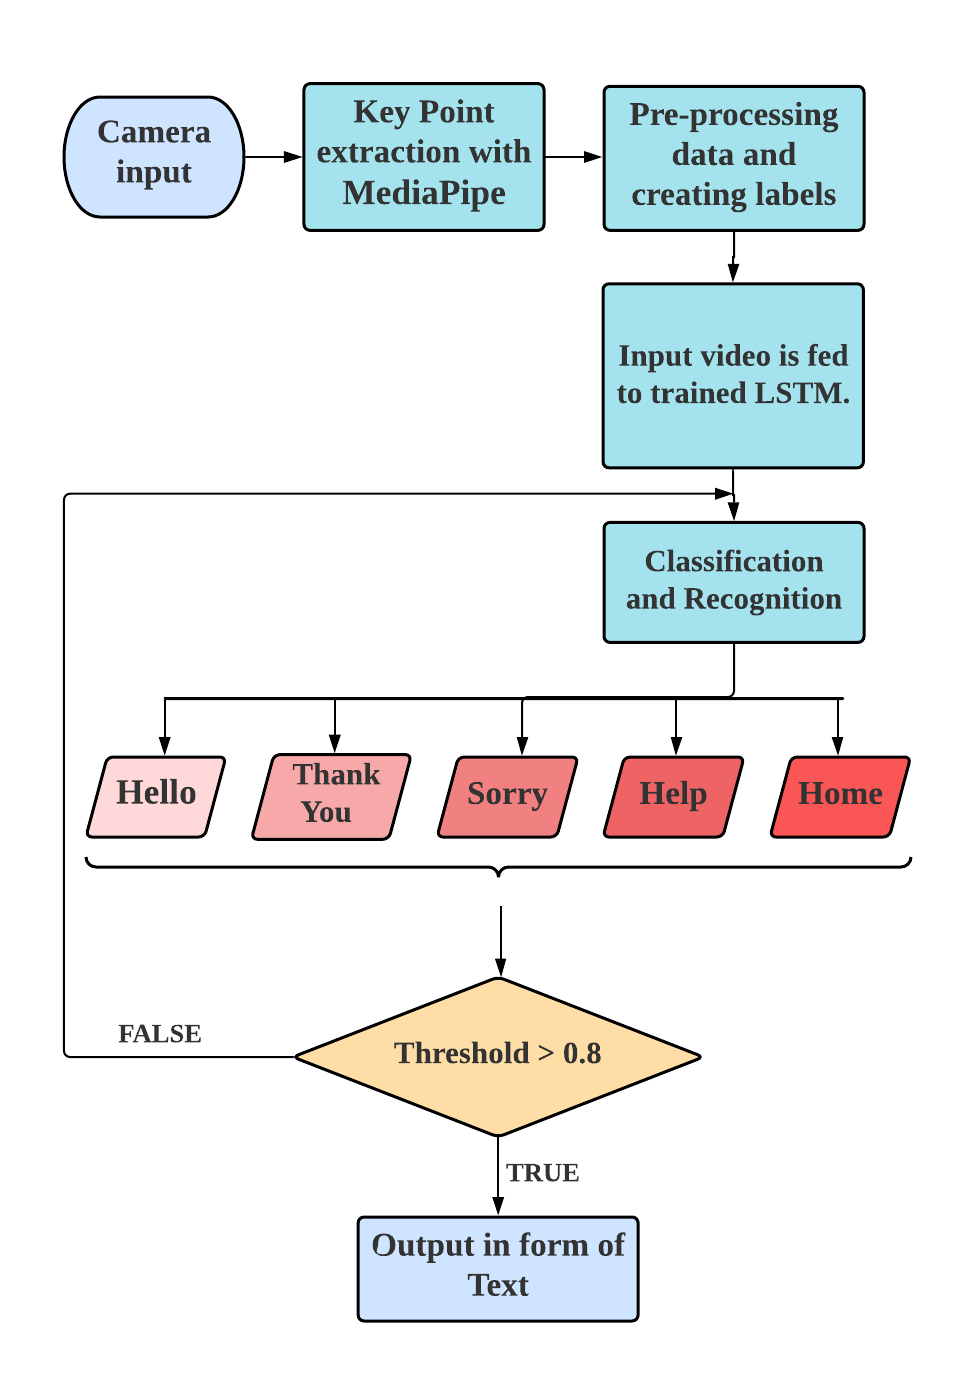 Camera
input
Key Point
extraction with
MediaPipe
Pre-processing
data and
creating labels
Input video is fed
to trained LSTM.
Classification
and Recognition
Hello
Thank
You
Sorry
Help
Home
Threshold > 0.8
FALSE
TRUE
Output in form of
Text